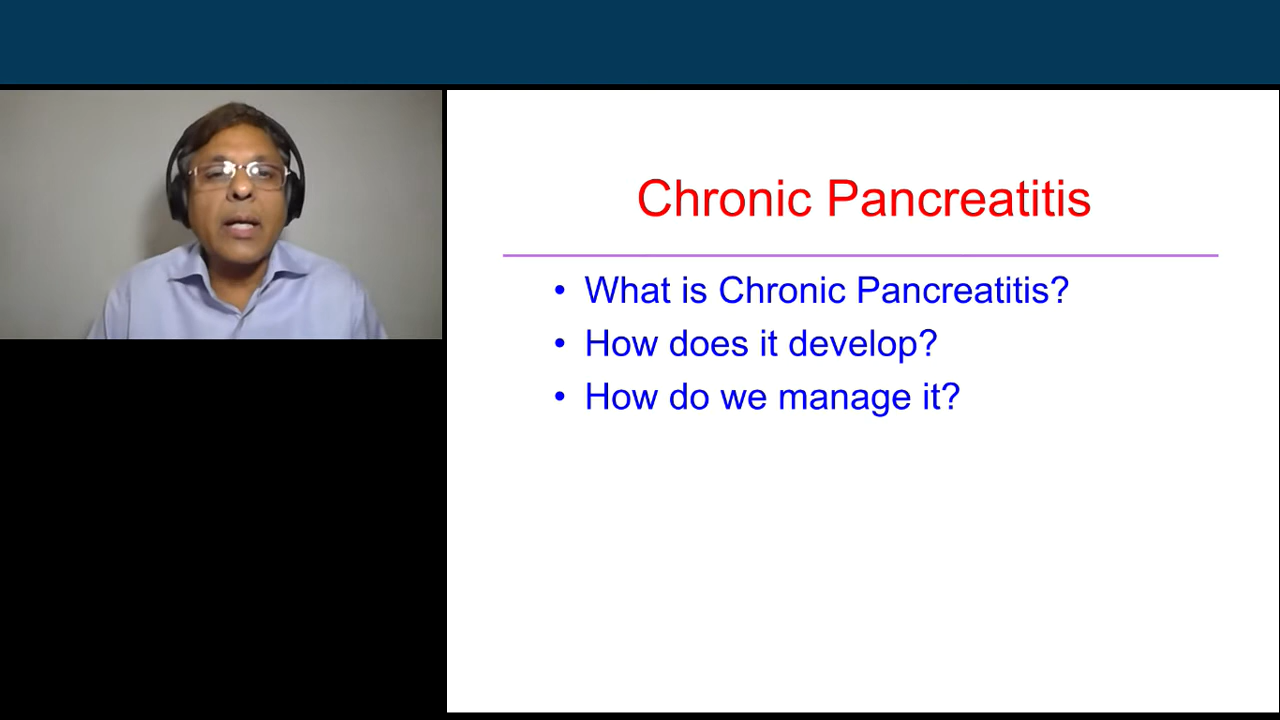 Chronic Pancreatitis
• What is Chronic Pancreatitis?
• How does it develop?
• How do we manage it?